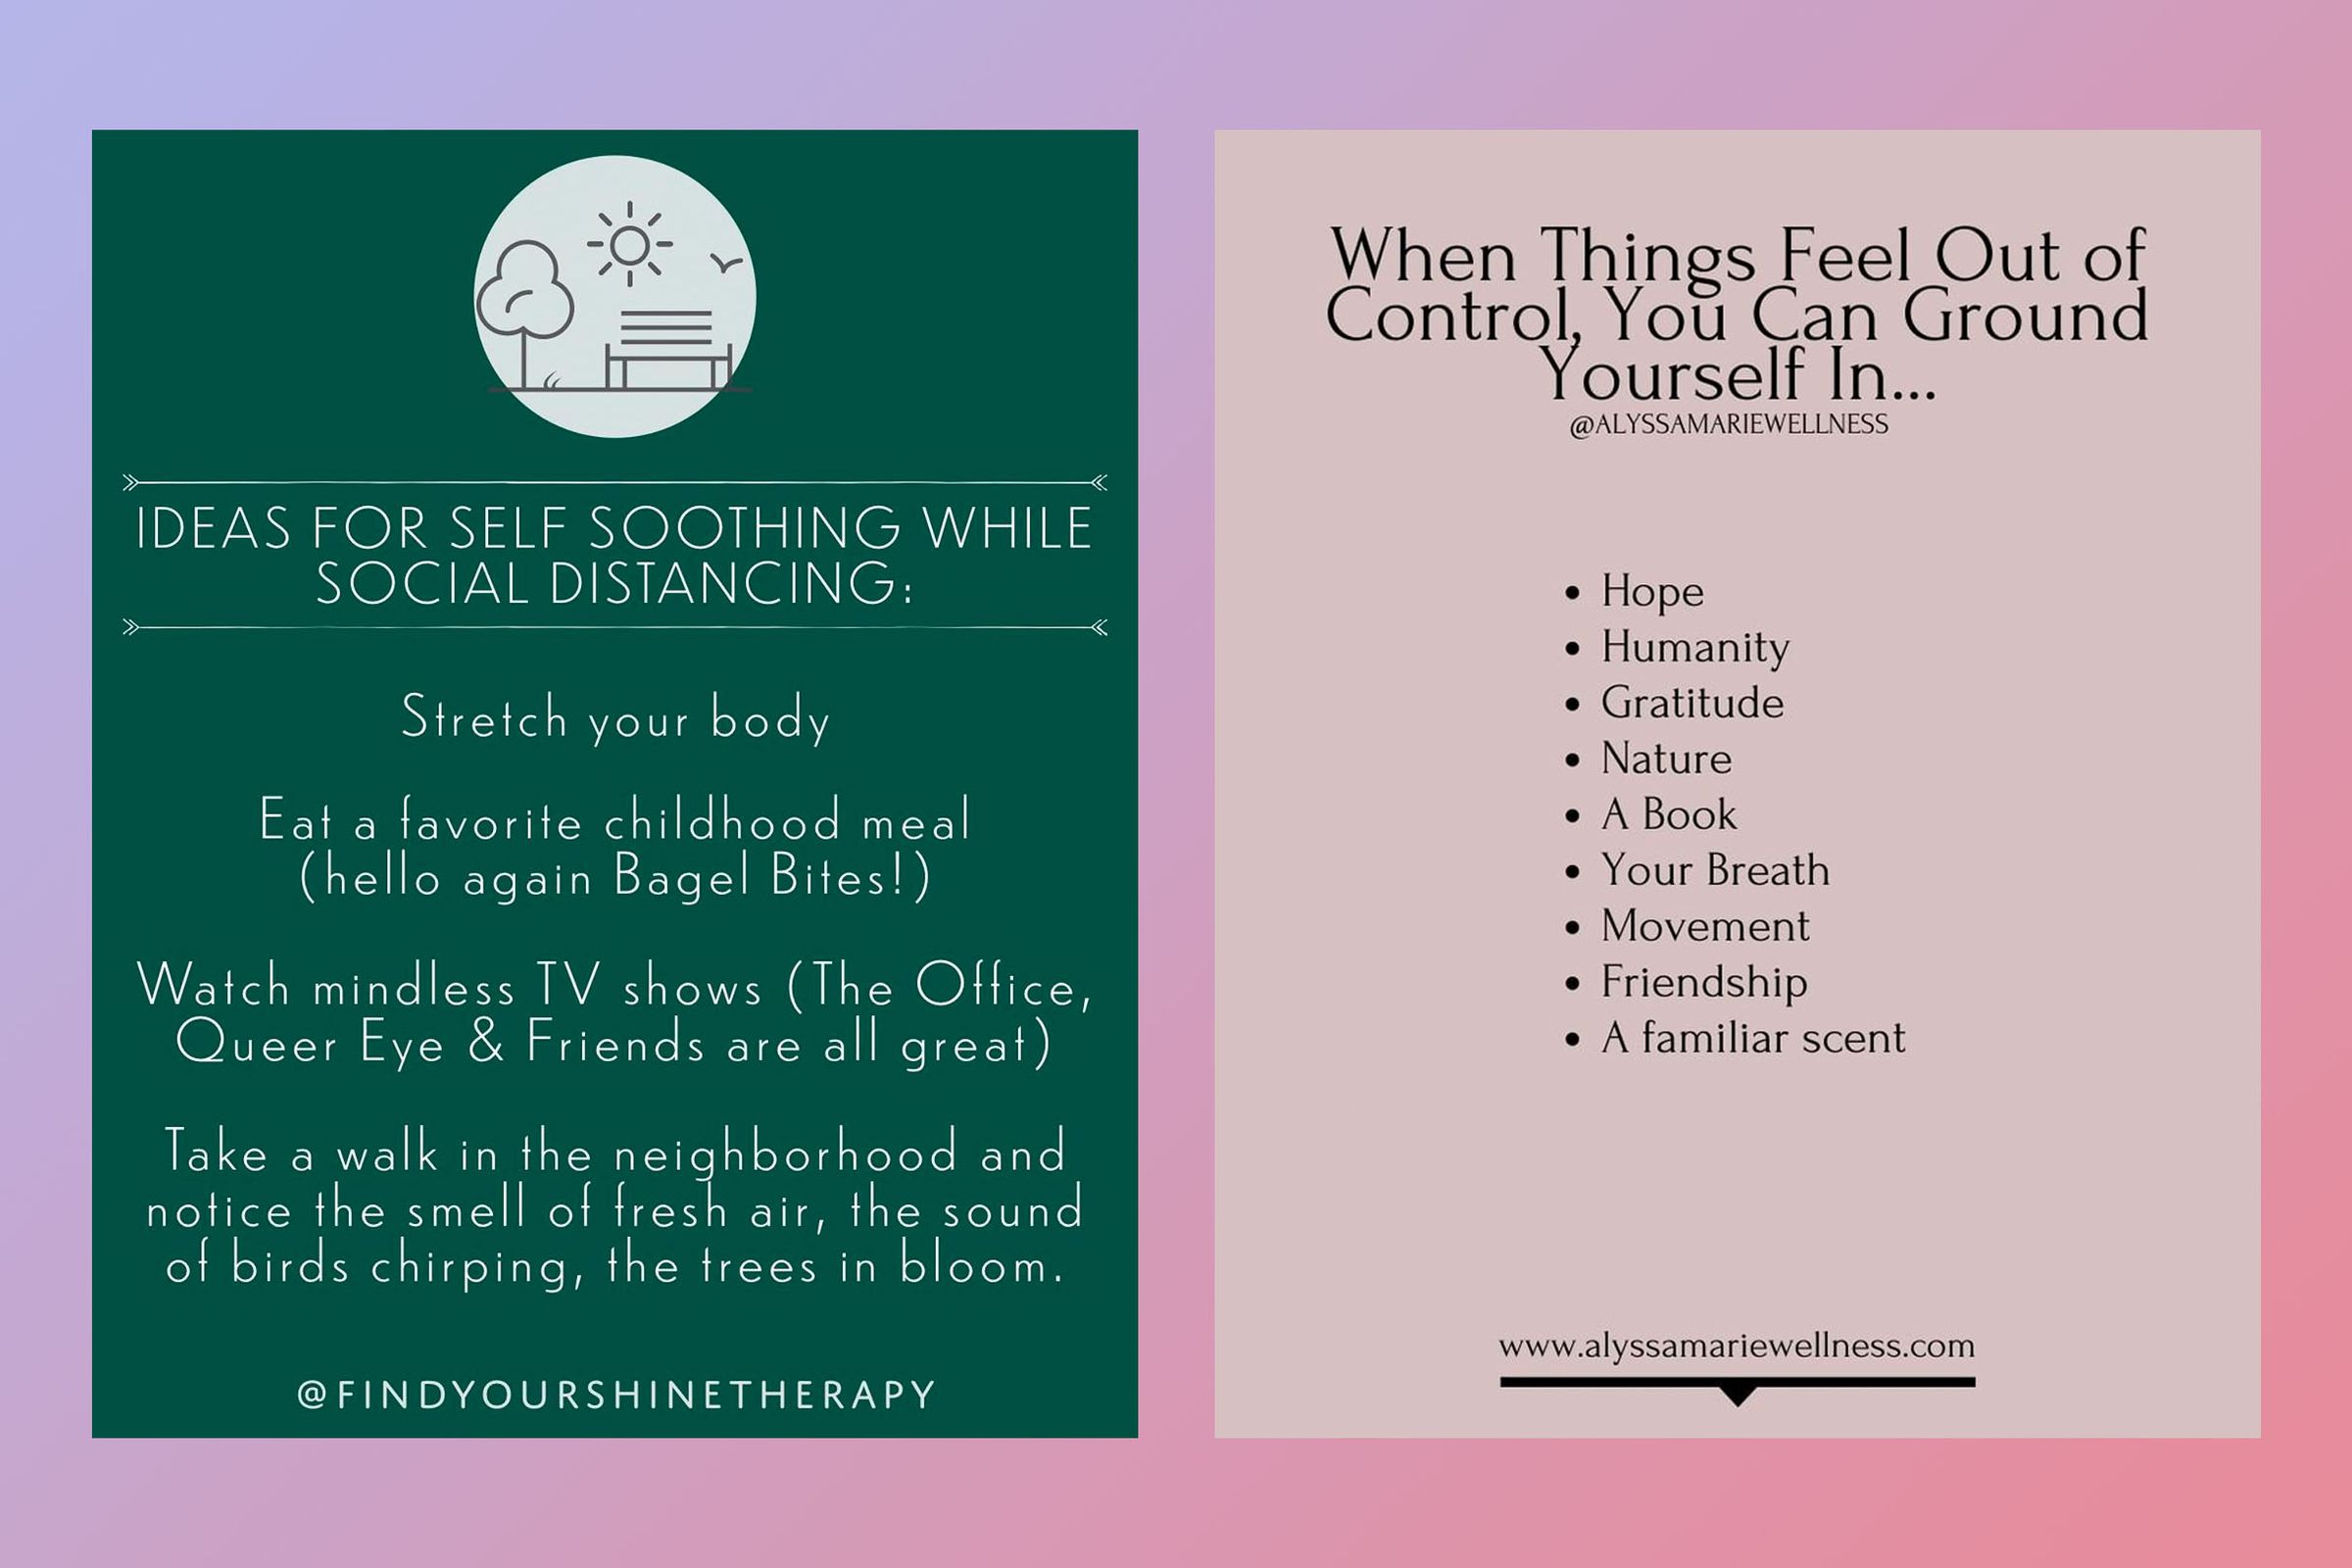 IDEAS FOR SELF SOOTHING WHILE
SOCIAL DISTANCING:
Stretch your body
Eat a favorite childhood meal
(hello again Bagel Bites!)
Watch mindless TV shows (The Office,
Queer Eye & Friends are all great)
Take a walk in the neighborhood and
notice the smell of fresh air, the sound
of birds chirping, the trees in bloom.
@FINDYOURSHINETHERAPY
When Things Feel Out of
Control, You Can Ground
Yourself In...
@ALYSSAMARIEWELLNESS
• Hope
• Humanity
• Gratitude
• Nature
• A Book
• Your Breath
• Movement
• Friendship
• A familiar scent
www.alyssamariewellness.com